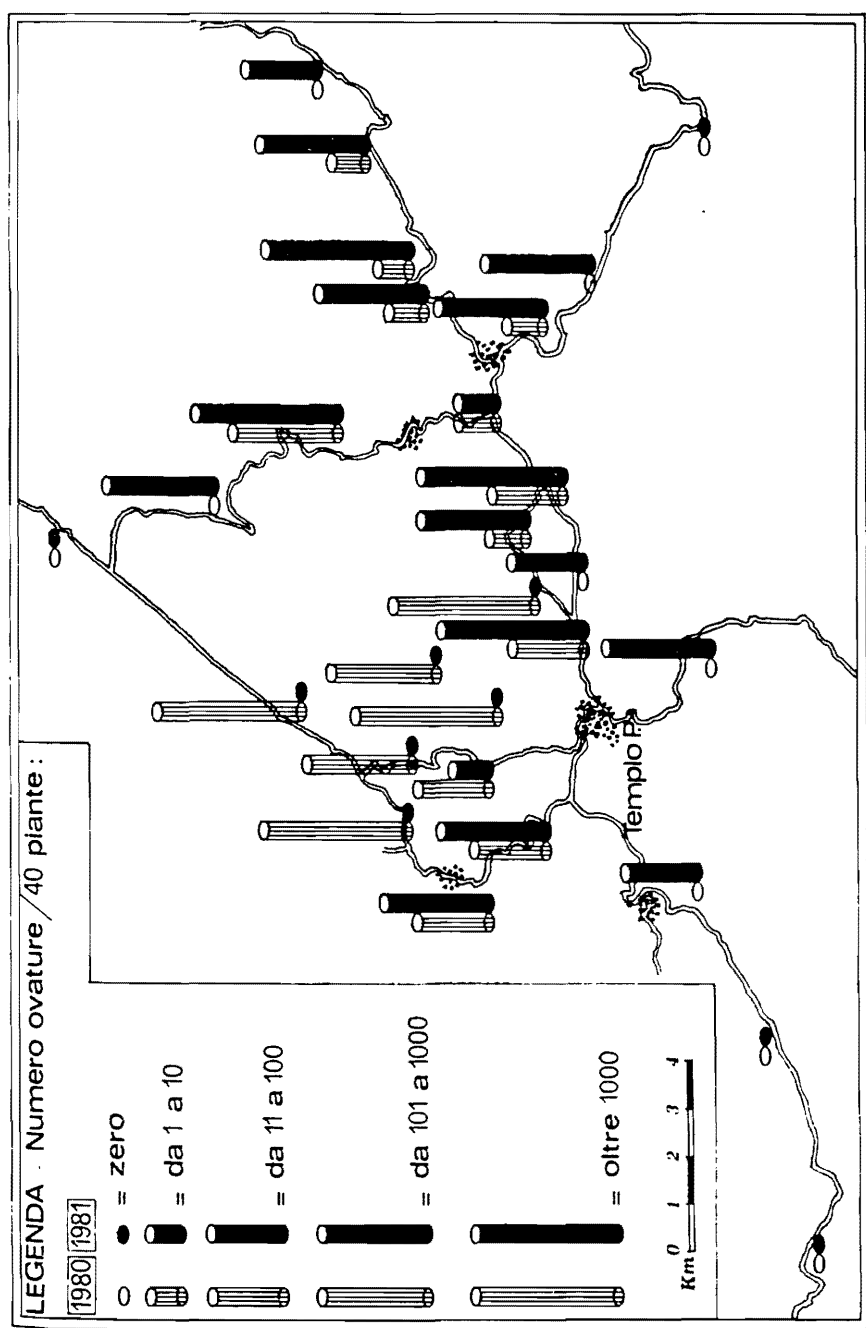 LEGENDA - Numero ovature / 40 piante :
1980 1981
= zero
= da 1 a 10
= da 11 a 100
= da 101 a 1000
= oltre 1000
Km 0 1 2 3 4
Templo P.